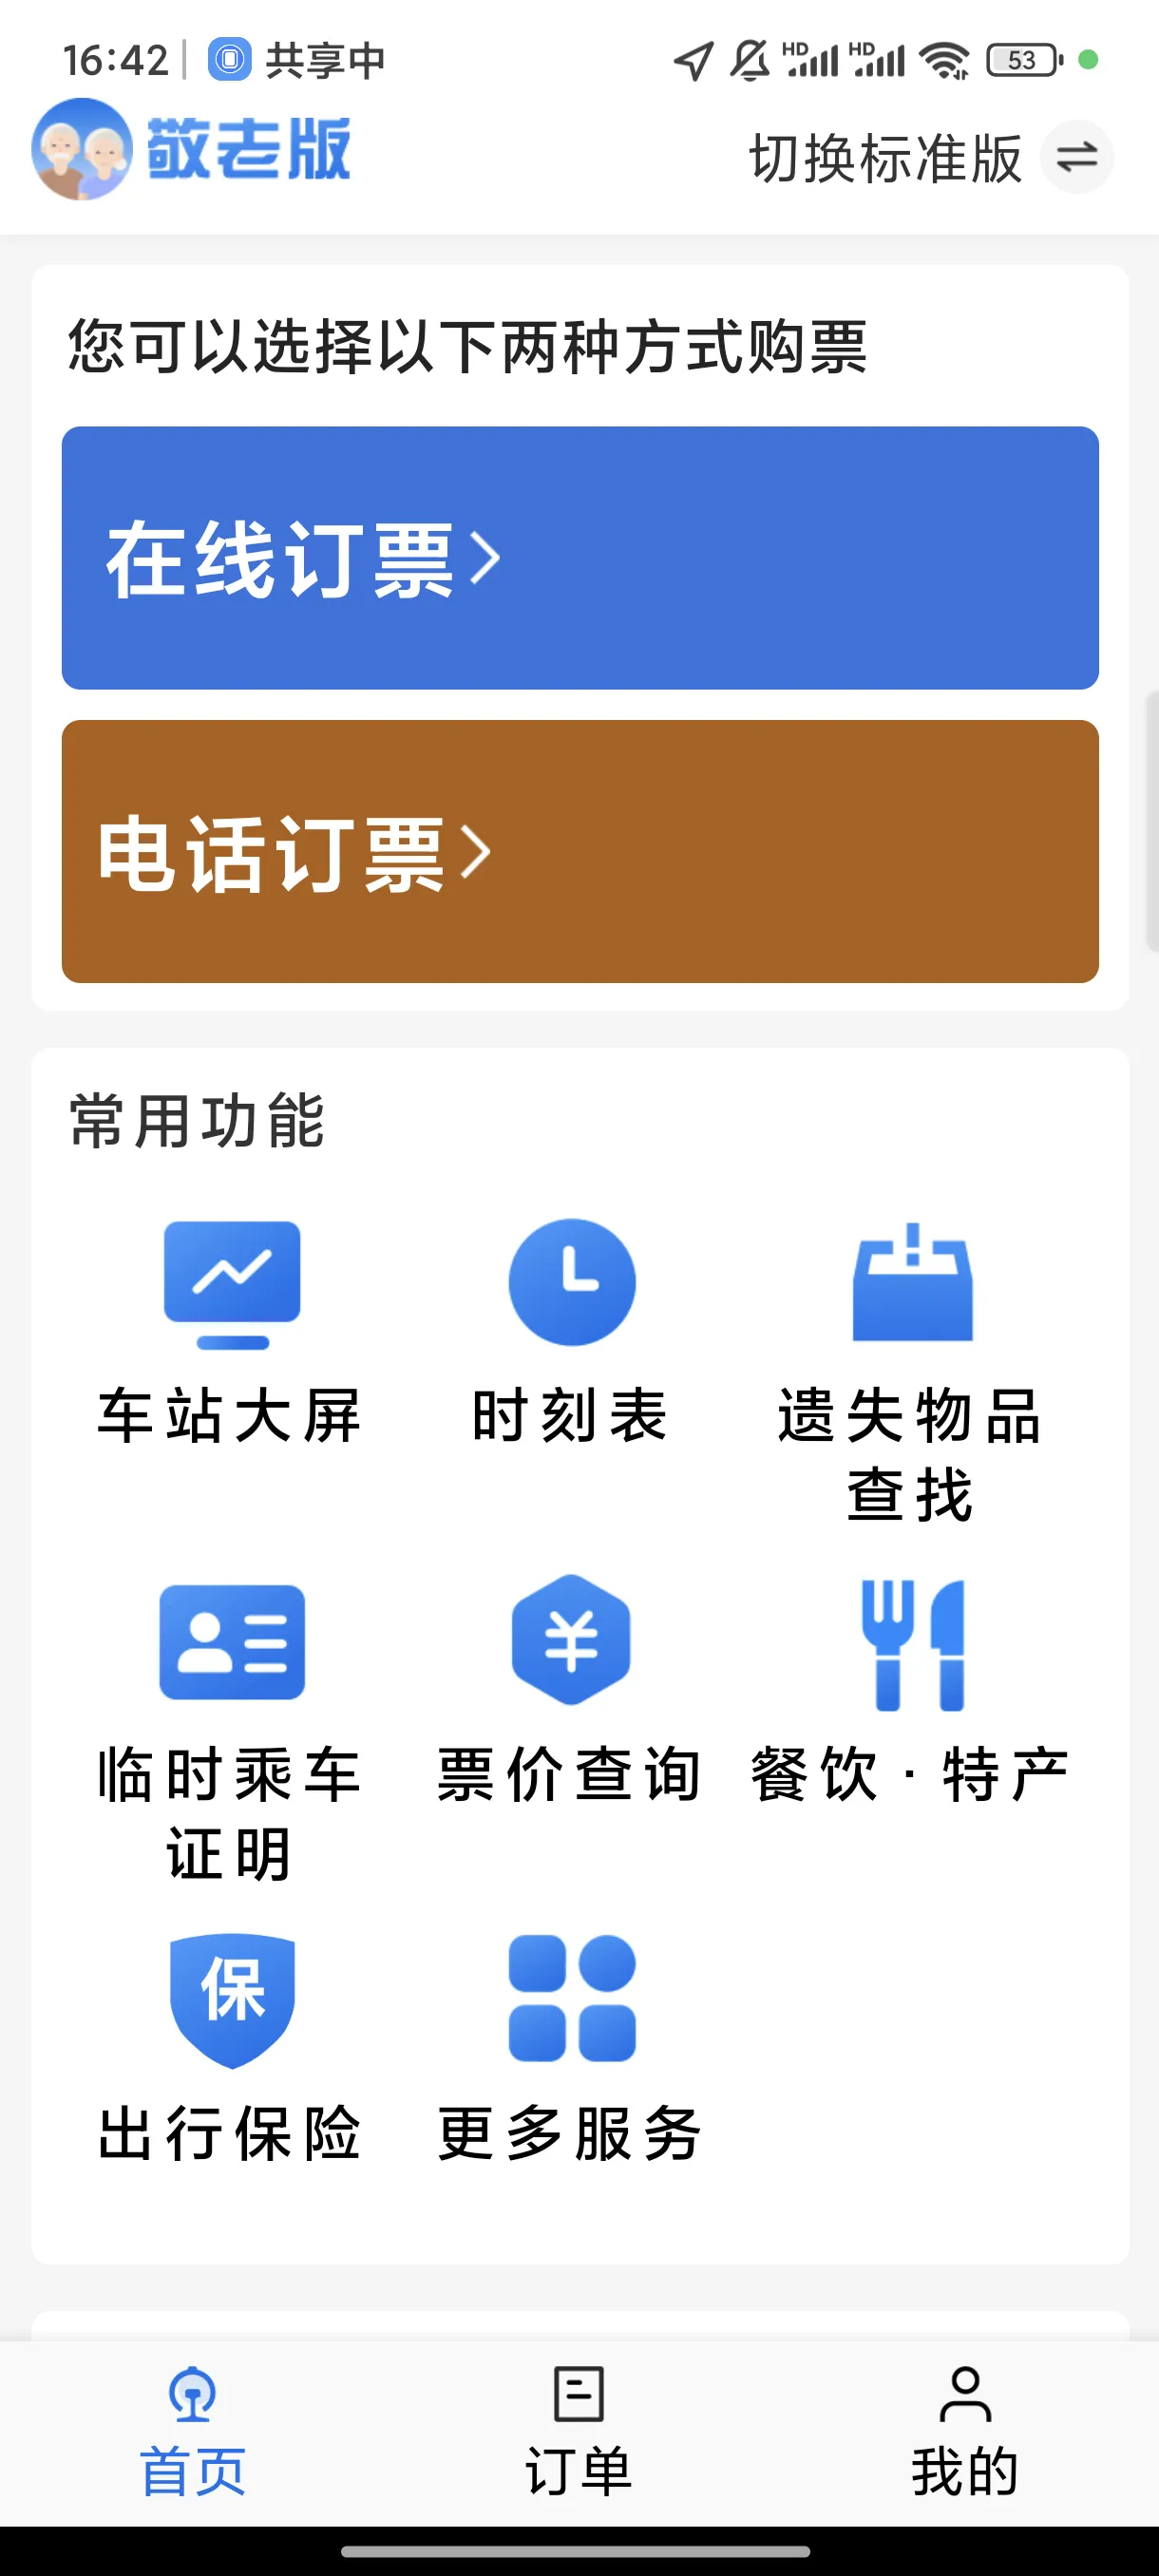 16:42 共享中 HD HD 53
敬老版 切换标准版
您可以选择以下两种方式购票
在线订票
电话订票
常用功能
车站大屏 时刻表 遗失物品
查找
临时乘车 票价查询 餐饮·特产
证明
保
出行保险 更多服务
首页 订单 我的